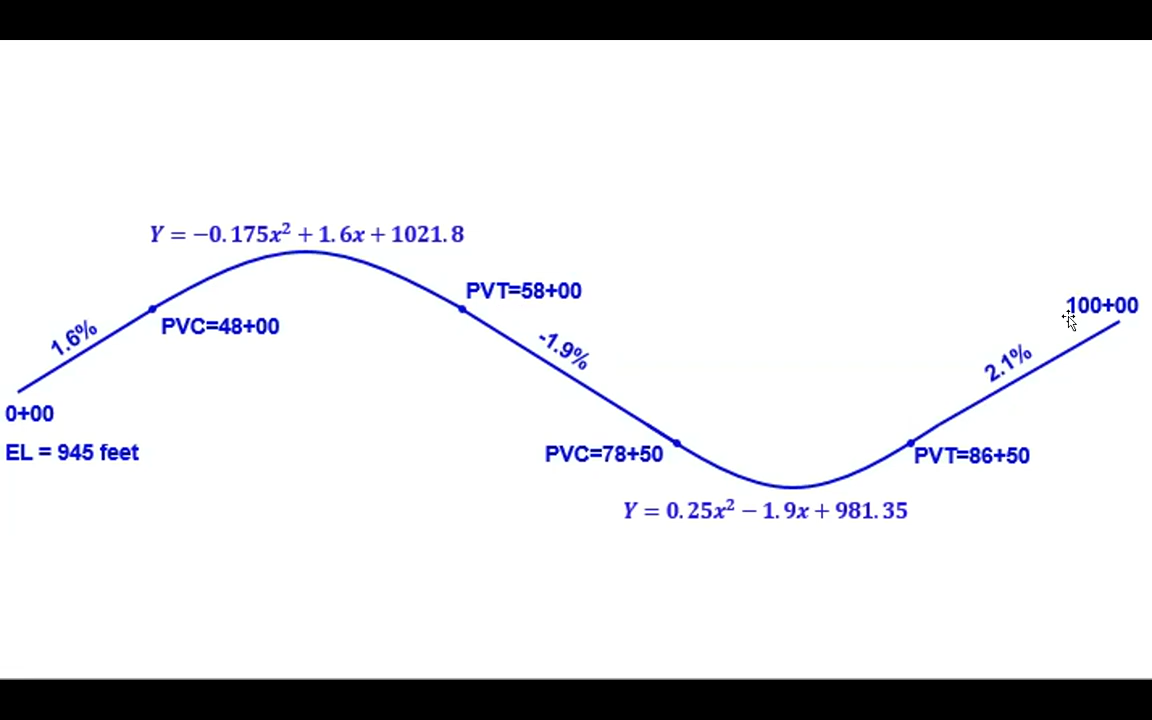 Y = −0.175x² + 1.6x + 1021.8
PVT=58+00
100+00
1.6%
PVC=48+00
-1.9%
2.1%
0+00
EL = 945 feet
PVC=78+50
PVT=86+50
Y = 0.25x² − 1.9x + 981.35